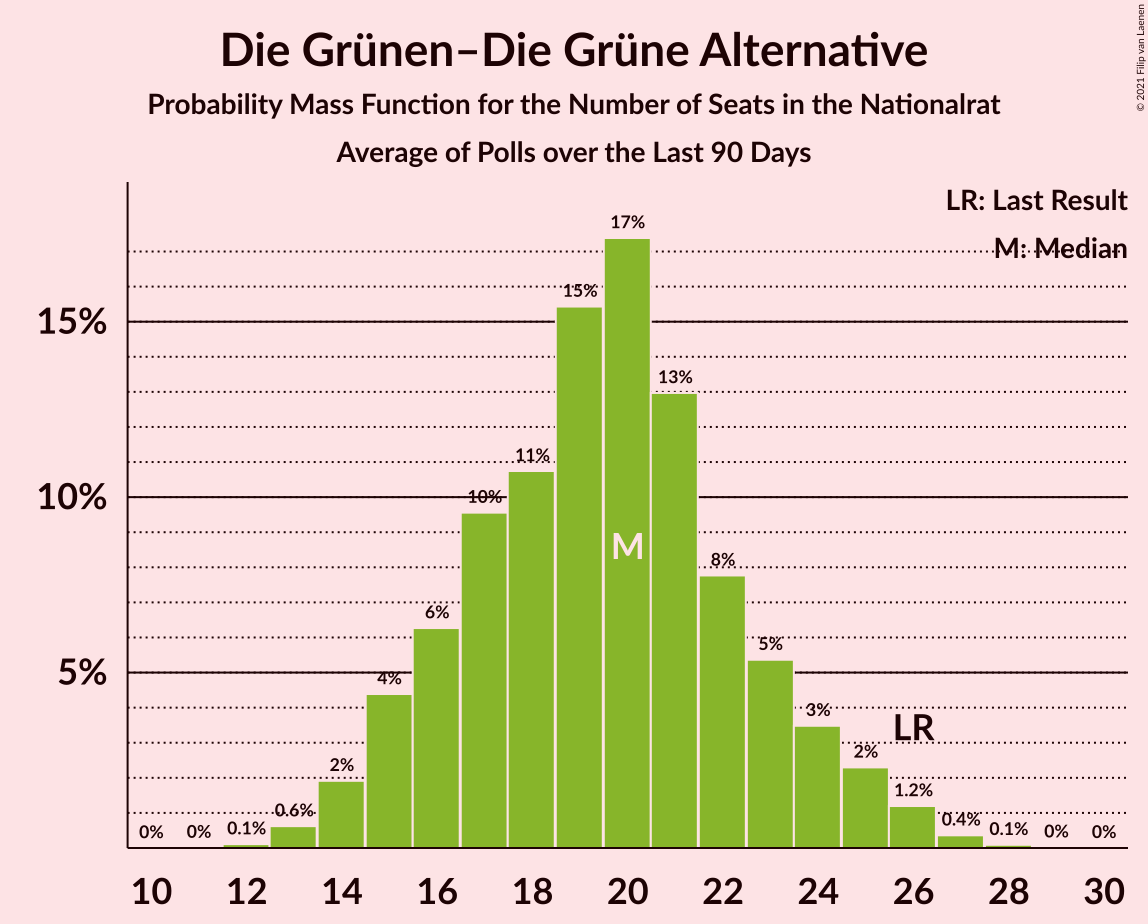 Die Grünen–Die Grüne Alternative
Probability Mass Function for the Number of Seats in the Nationalrat
Average of Polls over the Last 90 Days
© 2021 Filip van Laenen
LR: Last Result
M: Median
17%
15%
15%
13%
11%
10%
10%
M
8%
6%
5%
5%
4%
3%
LR
2%
2%
1.2%
0.6%
0.4%
0% 0% 0.1% 0.1% 0% 0%
10 12 14 16 18 20 22 24 26 28 30